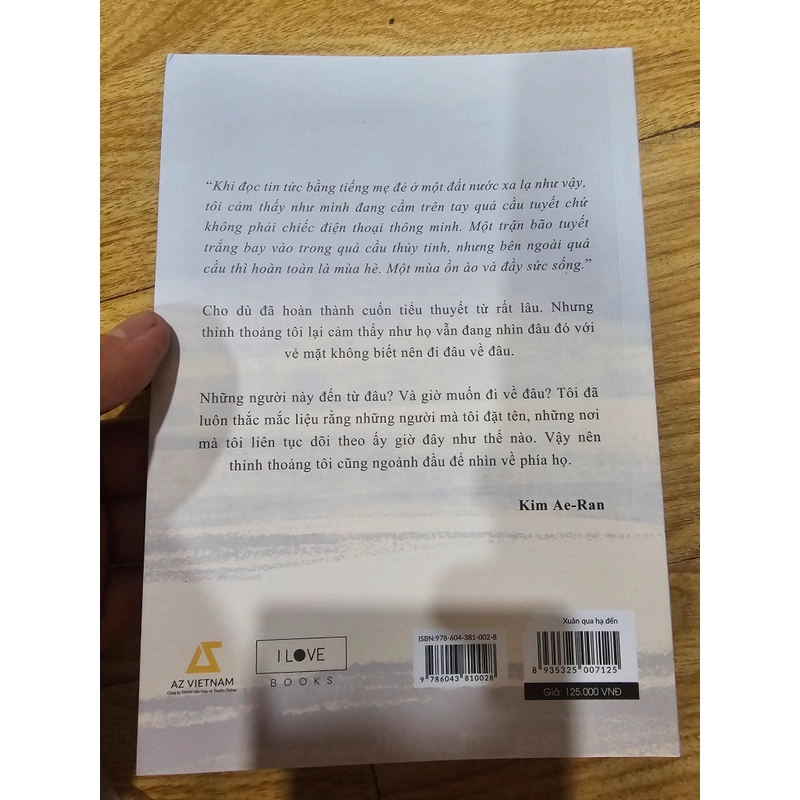 “Khi đọc tin tức bằng tiếng mẹ đẻ ở một đất nước xa lạ như vậy,
tôi cảm thấy như mình đang cầm trên tay quả cầu tuyết chứ
không phải chiếc điện thoại thông minh. Một trận bão tuyết
trắng bay vào trong quả cầu thủy tinh, nhưng bên ngoài quả
cầu thì hoàn toàn là mùa hè. Một mùa ồn ào và đầy sức sống.”
Cho dù đã hoàn thành cuốn tiểu thuyết từ rất lâu. Nhưng
thỉnh thoảng tôi lại cảm thấy như họ vẫn đang nhìn đâu đó với
vẻ mặt không biết nên đi đâu về đâu.
Những người này đến từ đâu? Và giờ muốn đi về đâu? Tôi đã
luôn thắc mắc liệu rằng những người mà tôi đặt tên, những nơi
mà tôi liên tục dõi theo ấy giờ đây như thế nào. Vậy nên
thỉnh thoảng tôi cũng ngoảnh đầu để nhìn về phía họ.
Kim Ae-Ran
AZ VIETNAM
I LOVE
BOOKS
ISBN:978-604-381-002-8
9 786043 810028
Xuân qua hạ đến
8 935325 007125
Giá: 125.000 VNĐ